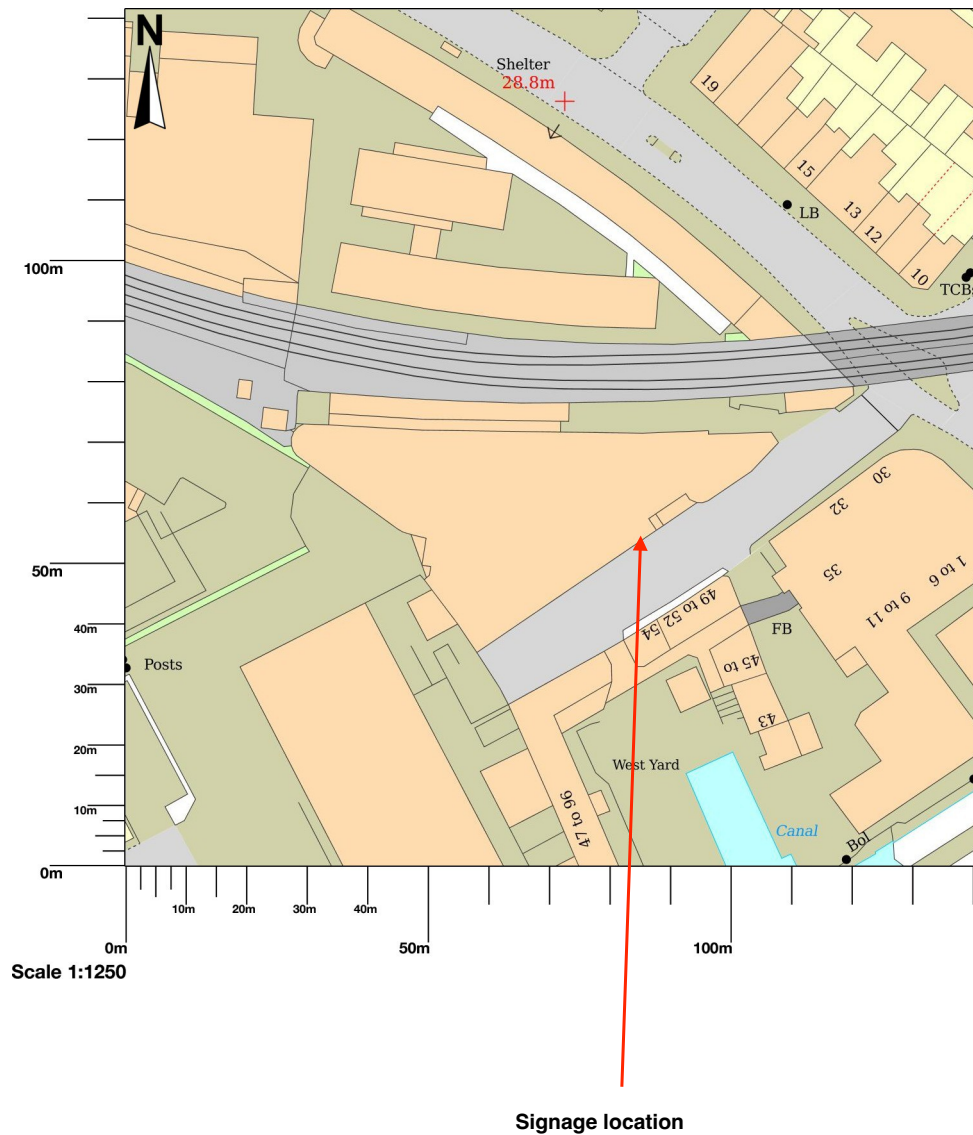 N
Shelter
28.8m
19
15
13
12
10
LB
TCBs
100m
50m
40m
30m
20m
10m
0m
30
32
35
1 to 6
9 to 11
49 to 52
54
FB
45 to
43
Posts
West Yard
47 to 96
Canal
Bol
10m
20m
30m
40m
0m
50m
100m
Scale 1:1250
Signage location